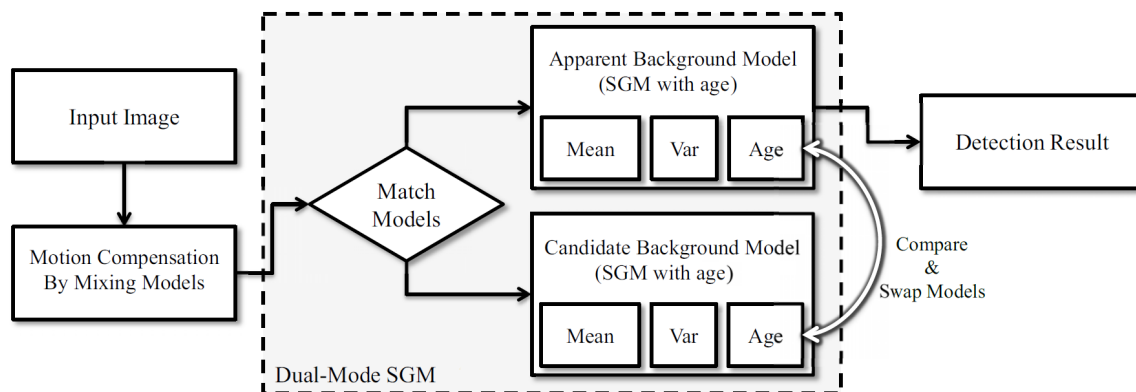 Input Image
Motion Compensation
By Mixing Models
Match
Models
Apparent Background Model
(SGM with age)
Mean
Var
Age
Candidate Background Model
(SGM with age)
Mean
Var
Age
Compare
&
Swap Models
Detection Result
Dual-Mode SGM